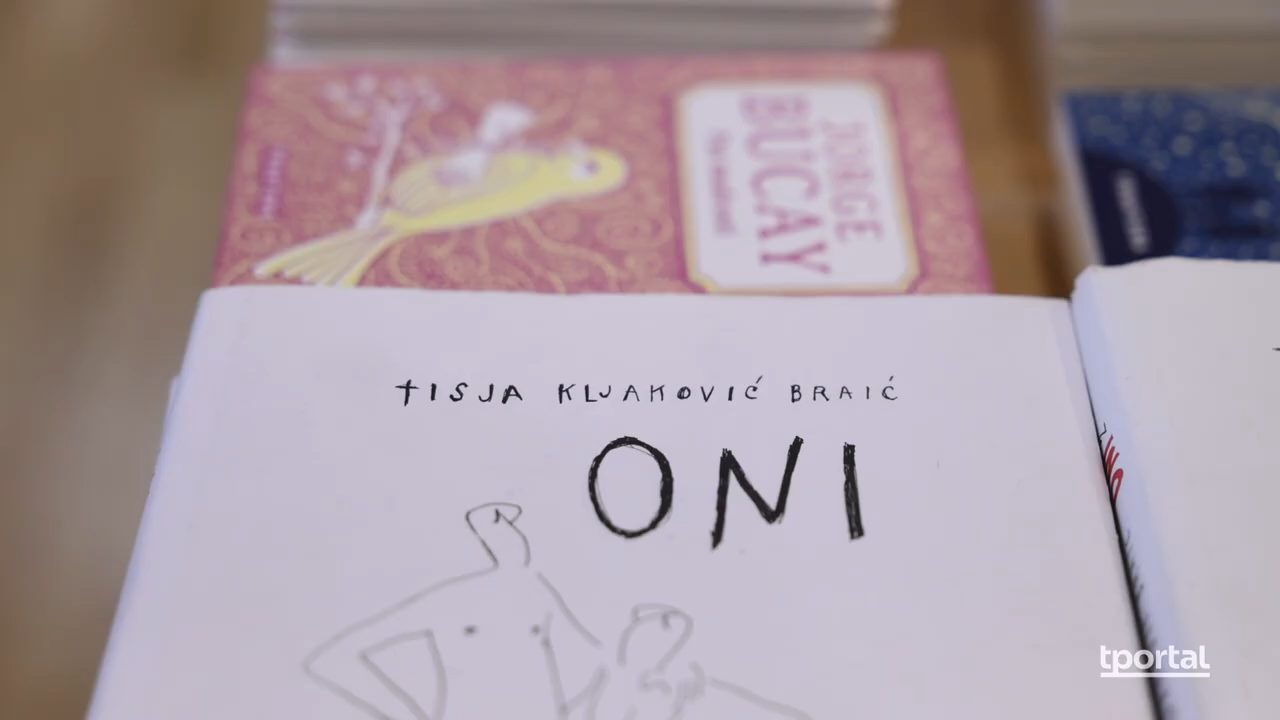 JORGE
BUCAY
TISJA KLJAKOVIĆ BRAIĆ
ONI
tportal